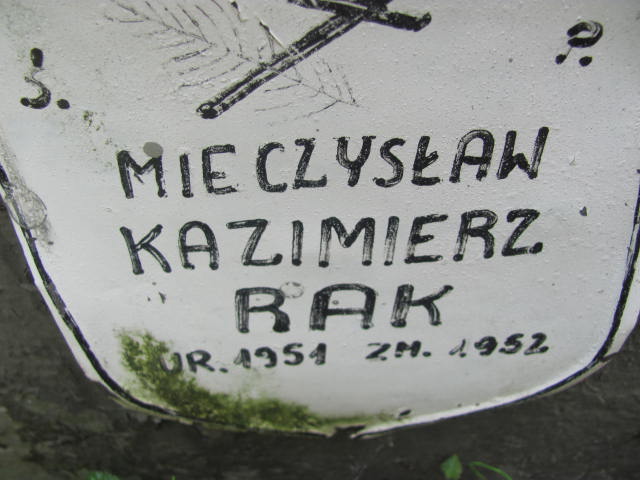 Ś. P.
MIECZYSŁAW
KAZIMIERZ
RAK
UR. 1951 ZM. 1952